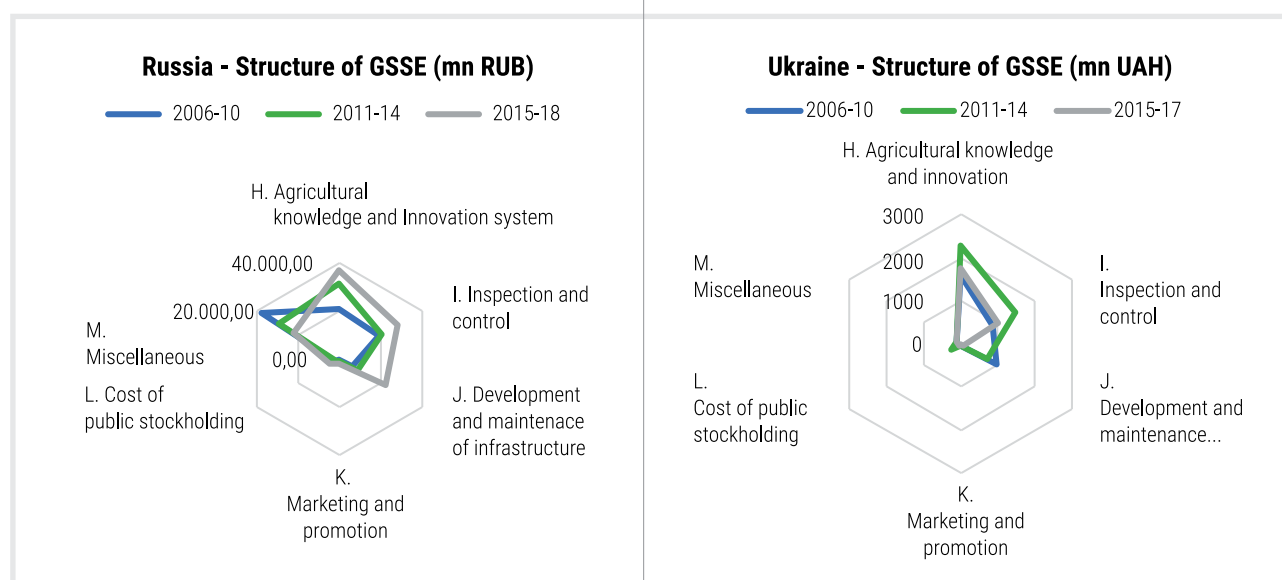 Russia - Structure of GSSE (mn RUB)
2006-10 2011-14 2015-18
H. Agricultural
knowledge and Innovation system
40.000,00
20.000,00
0,00
I. Inspection and
control
M.
Miscellaneous
L. Cost of
public stockholding
J. Development
and maintenace
of infrastructure
K.
Marketing and
promotion
Ukraine - Structure of GSSE (mn UAH)
2006-10 2011-14 2015-17
H. Agricultural knowledge
and innovation
3000
2000
1000
0
M.
Miscellaneous
I.
Inspection and
control
L.
Cost of public
stockholding
J.
Development and
maintenance...
K.
Marketing and
promotion